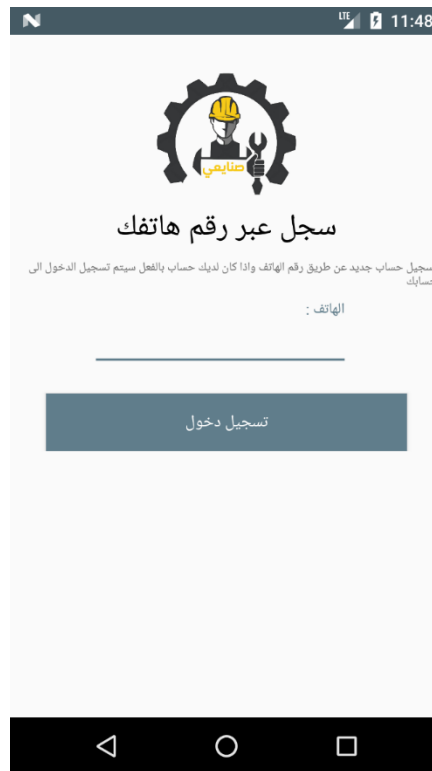 LTE 11:48
صنايعي
سجل عبر رقم هاتفك
سجيل حساب جديد عن طريق رقم الهاتف واذا كان لديك حساب بالفعل سيتم تسجيل الدخول الى
حسابك
الهاتف :
تسجيل دخول